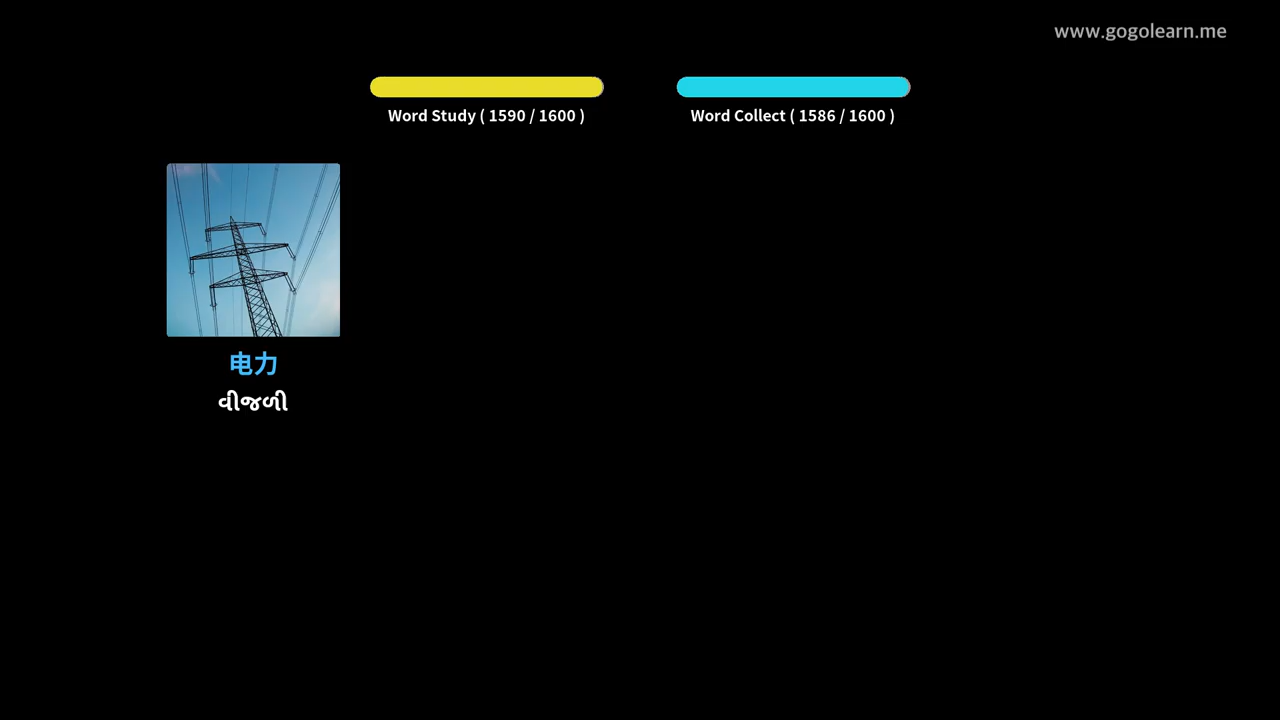 www.gogolearn.me
Word Study ( 1590 / 1600 )
Word Collect ( 1586 / 1600 )
电力
વીજળી